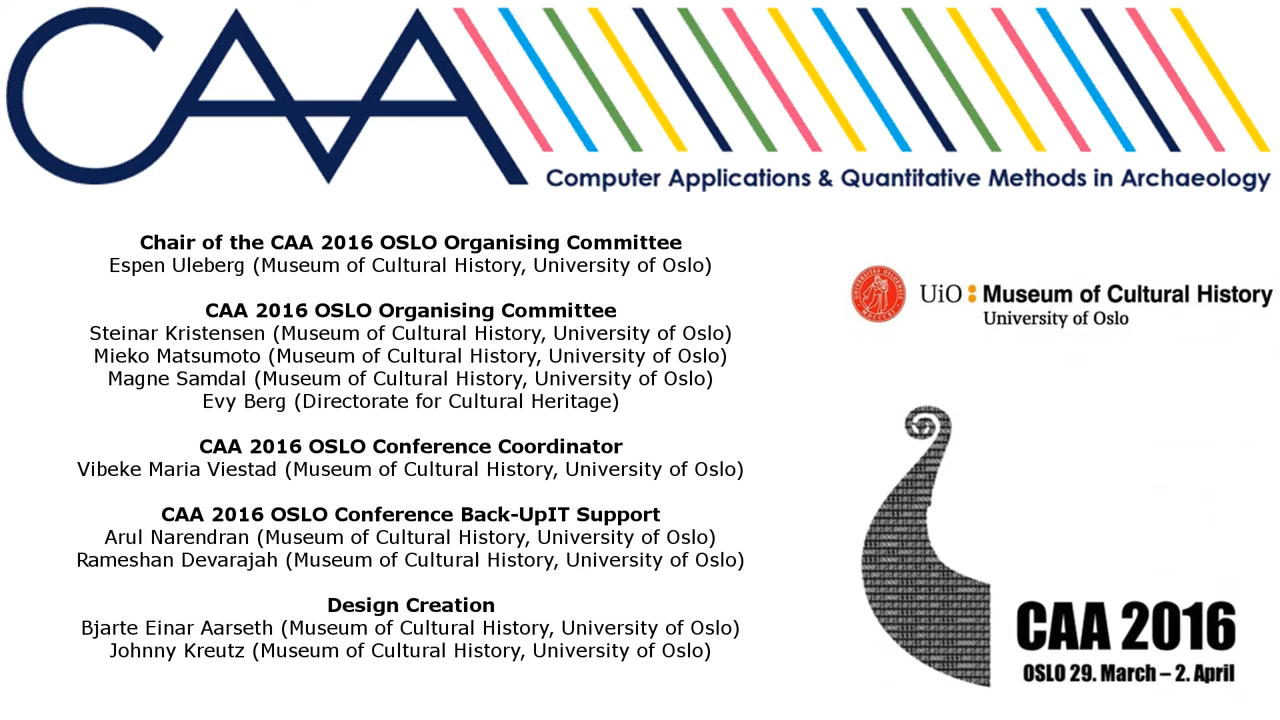 CAA
Computer Applications & Quantitative Methods in Archaeology
Chair of the CAA 2016 OSLO Organising Committee
Espen Uleberg (Museum of Cultural History, University of Oslo)
CAA 2016 OSLO Organising Committee
Steinar Kristensen (Museum of Cultural History, University of Oslo)
Mieko Matsumoto (Museum of Cultural History, University of Oslo)
Magne Samdal (Museum of Cultural History, University of Oslo)
Evy Berg (Directorate for Cultural Heritage)
CAA 2016 OSLO Conference Coordinator
Vibeke Maria Viestad (Museum of Cultural History, University of Oslo)
CAA 2016 OSLO Conference Back-UpIT Support
Arul Narendran (Museum of Cultural History, University of Oslo)
Rameshan Devarajah (Museum of Cultural History, University of Oslo)
Design Creation
Bjarte Einar Aarseth (Museum of Cultural History, University of Oslo)
Johnny Kreutz (Museum of Cultural History, University of Oslo)
UNIVERSITAS OSLOENSIS
MDCCCXI
UiO : Museum of Cultural History
University of Oslo
CAA 2016
OSLO 29. March – 2. April